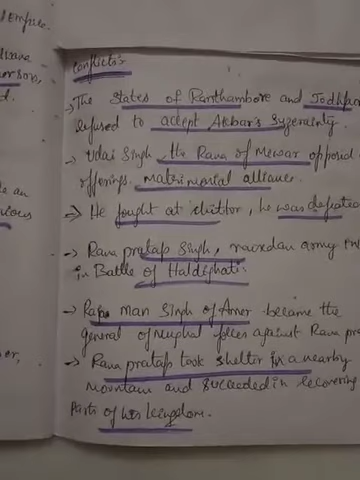 conflicts
→ The States of Ranthambore and Jodhpur
refused to accept Akbar's Suzerainty.
→ Udai Singh, the Rana of Mewar opposed
offerings matrimonial alliance.
→ He fought at chittor, he was defeated
→ Rana pratap Singh, army
in Battle of Haldighati.
→ Raja man Singh of Amer became the
general of mughal forces against Rana pra
→ Rana pratap took shelter in a nearby
mountain and succeeded in recovering
Parts of his kingdom.